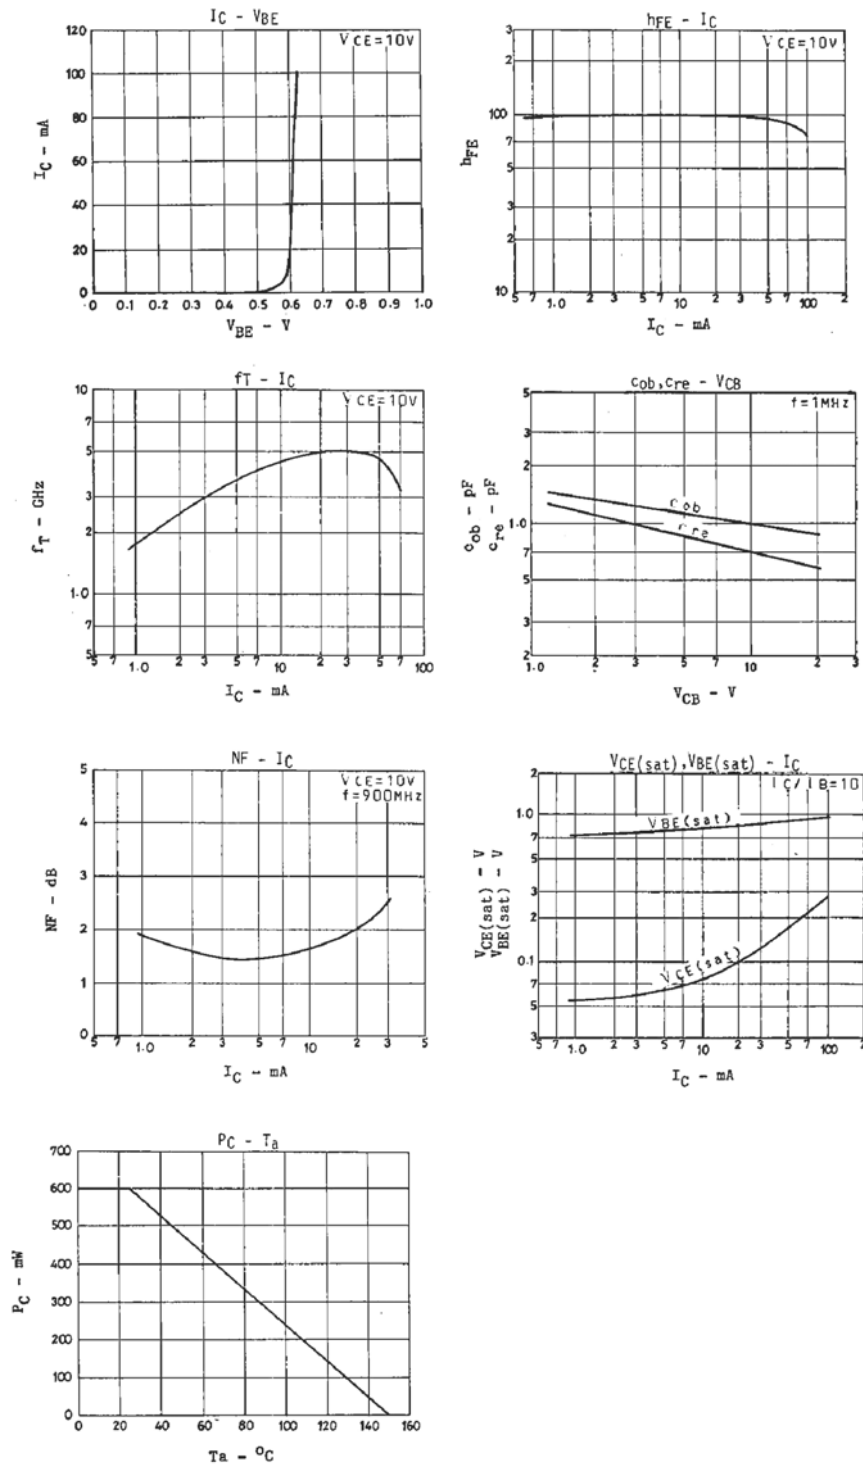 IC - VBE
VCE=10V
120
100
80
60
40
20
0
0 0.1 0.2 0.3 0.4 0.5 0.6 0.7 0.8 0.9 1.0
IC - mA
VBE - V
hFE - IC
VCE=10V
3
2
100
7
5
3
2
10
5 7 1.0 2 3 5 7 10 2 3 5 7 100 2
hFE
IC - mA
fT - IC
VCE=10V
10
7
5
3
2
1.0
7
5
5 7 1.0 2 3 5 7 10 2 3 5 7 100
fT - GHz
IC - mA
cob,cre - VCB
f=1MHz
5
3
2
1.0
7
5
3
2
1.0 2 3 5 7 10 2 3
cob
cre
cob - pF
cre - pF
VCB - V
NF - IC
VCE=10V
f=900MHz
5
4
3
2
1
0
5 7 1.0 2 3 5 7 10 2 3 5
NF - dB
IC - mA
VCE(sat),VBE(sat) - IC
IC/IB=10
2
1.0
7
5
3
2
0.1
7
5
3
5 7 1.0 2 3 5 7 10 2 3 5 7 100 2
VBE(sat)
VCE(sat)
VCE(sat) - V
VBE(sat) - V
IC - mA
PC - Ta
700
600
500
400
300
200
100
0
0 20 40 60 80 100 120 140 160
PC - mW
Ta - °C